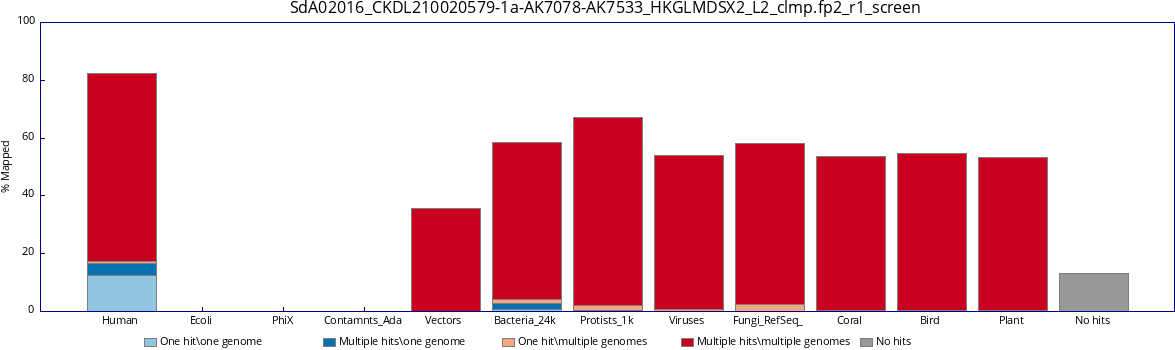 SdA02016_CKDL210020579-1a-AK7078-AK7533_HKGLMDSX2_L2_clmp.fp2_r1_screen
100
80
60
40
20
0
% Mapped
Human Ecoli PhiX Contamnts_Ada Vectors Bacteria_24k Protists_1k Viruses Fungi_RefSeq_ Coral Bird Plant No hits
One hit\one genome Multiple hits\one genome One hit\multiple genomes Multiple hits\multiple genomes No hits